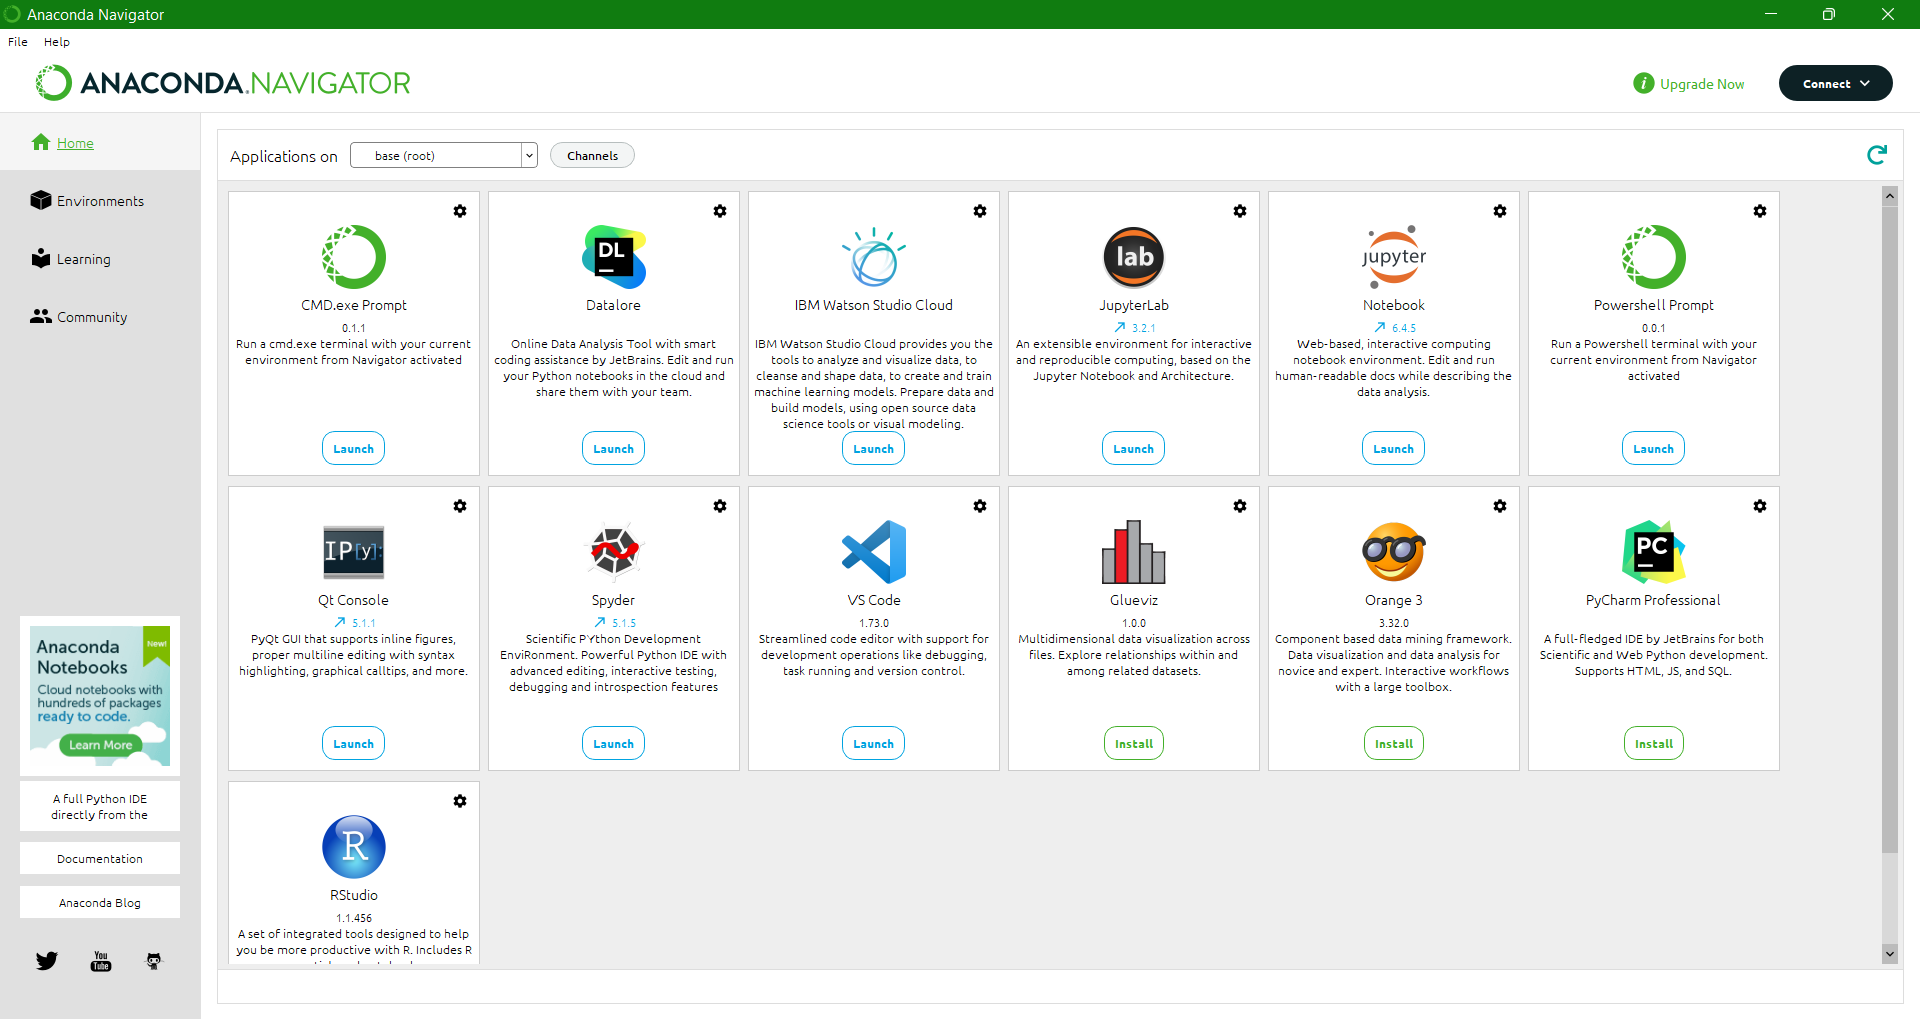 Anaconda Navigator
File Help
ANACONDA.NAVIGATOR
i Upgrade Now
Connect
Home
Environments
Learning
Community
Applications on
base (root)
Channels
CMD.exe Prompt
0.1.1
Run a cmd.exe terminal with your current
environment from Navigator activated
Launch
DL
Datalore
Online Data Analysis Tool with smart
coding assistance by JetBrains. Edit and run
your Python notebooks in the cloud and
share them with your team.
Launch
IBM Watson Studio Cloud
IBM Watson Studio Cloud provides you the
tools to analyze and visualize data, to
cleanse and shape data, to create and train
machine learning models. Prepare data and
build models, using open source data
science tools or visual modeling.
Launch
lab
JupyterLab
3.2.1
An extensible environment for interactive
and reproducible computing, based on the
Jupyter Notebook and Architecture.
Launch
jupyter
Notebook
6.4.5
Web-based, interactive computing
notebook environment. Edit and run
human-readable docs while describing the
data analysis.
Launch
Powershell Prompt
0.0.1
Run a Powershell terminal with your
current environment from Navigator
activated
Launch
IP[y]:
Qt Console
5.1.1
PyQt GUI that supports inline figures,
proper multiline editing with syntax
highlighting, graphical calltips, and more.
Launch
Spyder
5.1.5
Scientific PYthon Development
EnviRonment. Powerful Python IDE with
advanced editing, interactive testing,
debugging and introspection features
Launch
VS Code
1.73.0
Streamlined code editor with support for
development operations like debugging,
task running and version control.
Launch
Glueviz
1.0.0
Multidimensional data visualization across
files. Explore relationships within and
among related datasets.
Install
Orange 3
3.32.0
Component based data mining framework.
Data visualization and data analysis for
novice and expert. Interactive workflows
with a large toolbox.
Install
PC
PyCharm Professional
A full-fledged IDE by JetBrains for both
Scientific and Web Python development.
Supports HTML, JS, and SQL.
Install
R
RStudio
1.1.456
A set of integrated tools designed to help
you be more productive with R. Includes R
Anaconda
Notebooks
New!
Cloud notebooks with
hundreds of packages
ready to code.
Learn More
A full Python IDE
directly from the
Documentation
Anaconda Blog
You
Tube